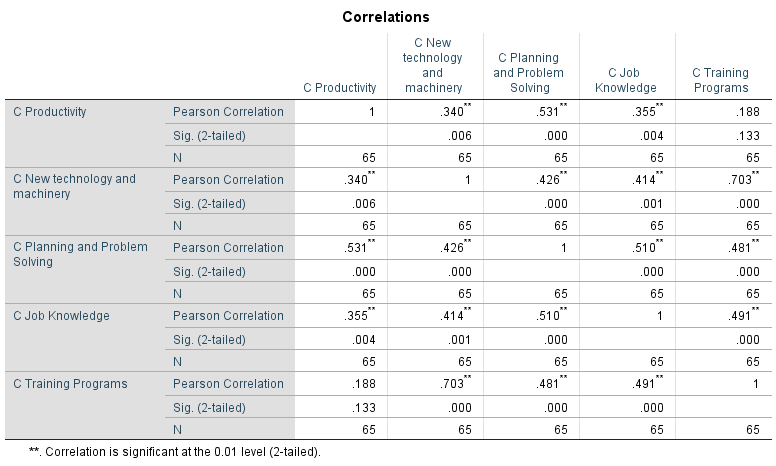 Correlations
C Productivity
C New
technology
and
machinery
C Planning
and Problem
Solving
C Job
Knowledge
C Training
Programs
C Productivity Pearson Correlation 1 .340** .531** .355** .188
Sig. (2-tailed) .006 .000 .004 .133
N 65 65 65 65 65
C New technology and
machinery
Pearson Correlation .340** 1 .426** .414** .703**
Sig. (2-tailed) .006 .000 .001 .000
N 65 65 65 65 65
C Planning and Problem
Solving
Pearson Correlation .531** .426** 1 .510** .481**
Sig. (2-tailed) .000 .000 .000 .000
N 65 65 65 65 65
C Job Knowledge Pearson Correlation .355** .414** .510** 1 .491**
Sig. (2-tailed) .004 .001 .000 .000
N 65 65 65 65 65
C Training Programs Pearson Correlation .188 .703** .481** .491** 1
Sig. (2-tailed) .133 .000 .000 .000
N 65 65 65 65 65
**. Correlation is significant at the 0.01 level (2-tailed).